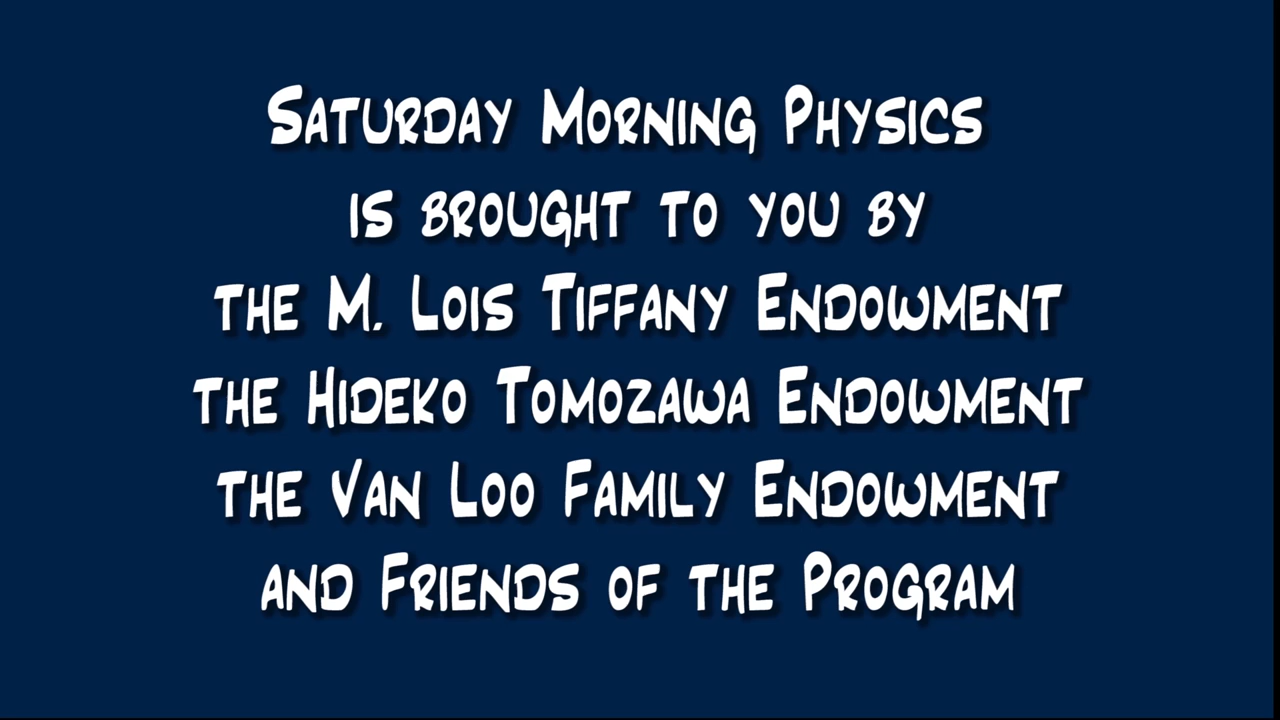 Saturday Morning Physics
is brought to you by
the M. Lois Tiffany Endowment
the Hideko Tomozawa Endowment
the Van Loo Family Endowment
and Friends of the Program